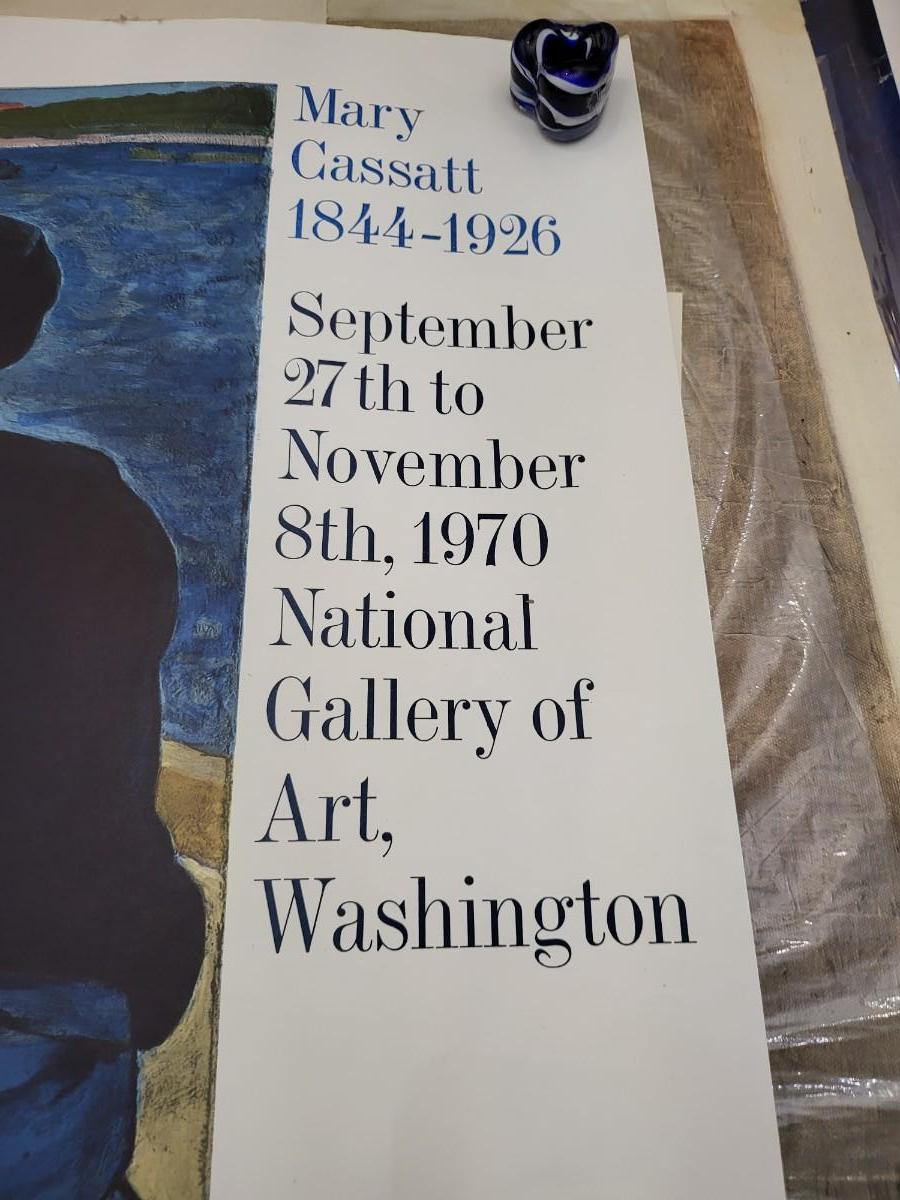 Mary
Cassatt
1844-1926
September
27th to
November
8th, 1970
National
Gallery of
Art,
Washington